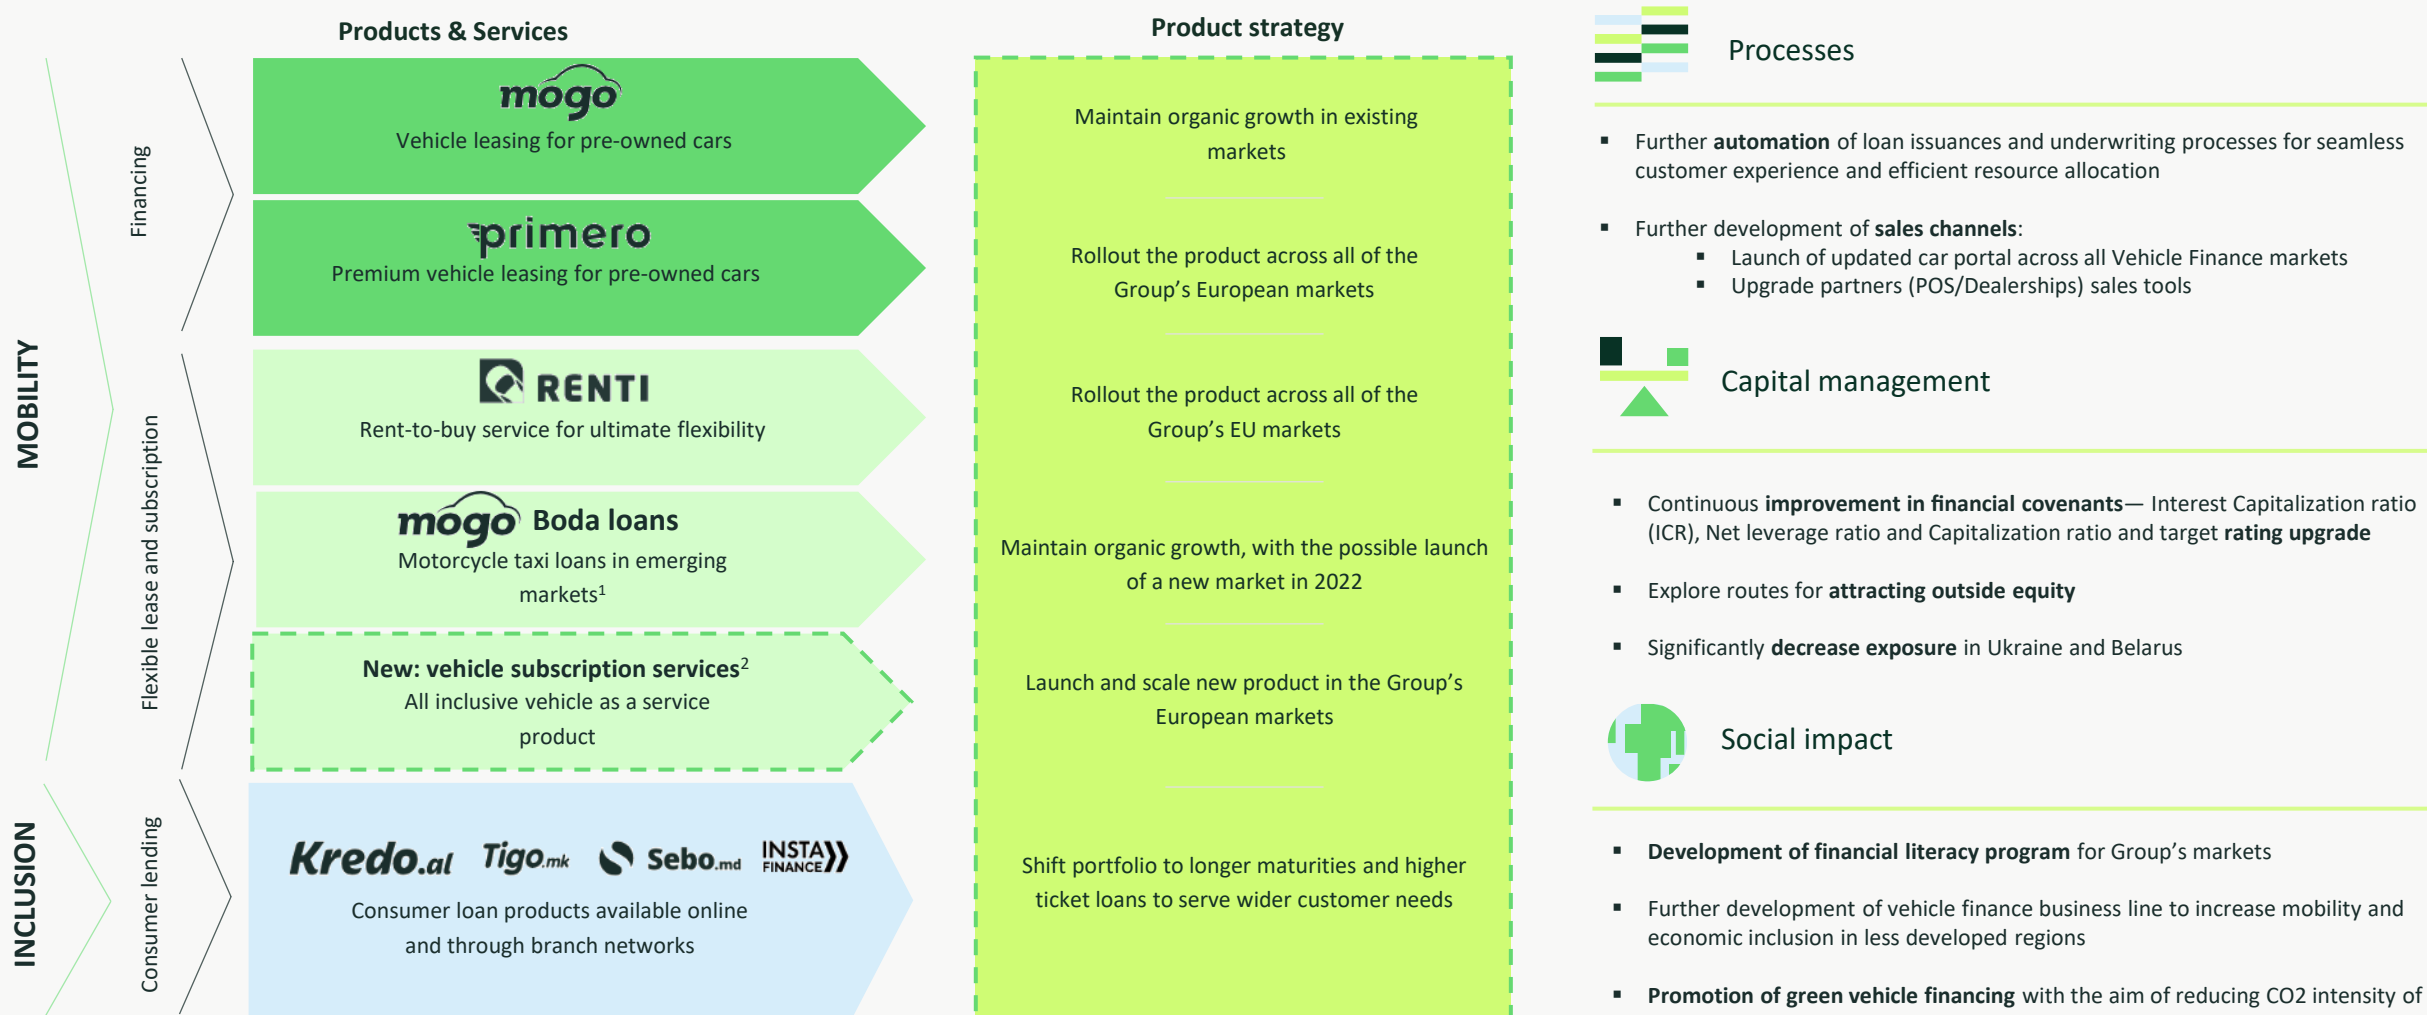 Products & Services
Product strategy
MOBILITY
Financing
mogo
Vehicle leasing for pre-owned cars
Maintain organic growth in existing
markets
primero
Premium vehicle leasing for pre-owned cars
Rollout the product across all of the
Group’s European markets
Flexible lease and subscription
RENTI
Rent-to-buy service for ultimate flexibility
Rollout the product across all of the
Group’s EU markets
mogo Boda loans
Motorcycle taxi loans in emerging
markets1
Maintain organic growth, with the possible launch
of a new market in 2022
New: vehicle subscription services2
All inclusive vehicle as a service
product
Launch and scale new product in the Group’s
European markets
INCLUSION
Consumer lending
Kredo.al Tigo.mk Sebo.md INSTA
FINANCE
Consumer loan products available online
and through branch networks
Shift portfolio to longer maturities and higher
ticket loans to serve wider customer needs
Processes
▪ Further automation of loan issuances and underwriting processes for seamless
customer experience and efficient resource allocation
▪ Further development of sales channels:
▪ Launch of updated car portal across all Vehicle Finance markets
▪ Upgrade partners (POS/Dealerships) sales tools
Capital management
▪ Continuous improvement in financial covenants— Interest Capitalization ratio
(ICR), Net leverage ratio and Capitalization ratio and target rating upgrade
▪ Explore routes for attracting outside equity
▪ Significantly decrease exposure in Ukraine and Belarus
Social impact
▪ Development of financial literacy program for Group’s markets
▪ Further development of vehicle finance business line to increase mobility and
economic inclusion in less developed regions
▪ Promotion of green vehicle financing with the aim of reducing CO2 intensity of